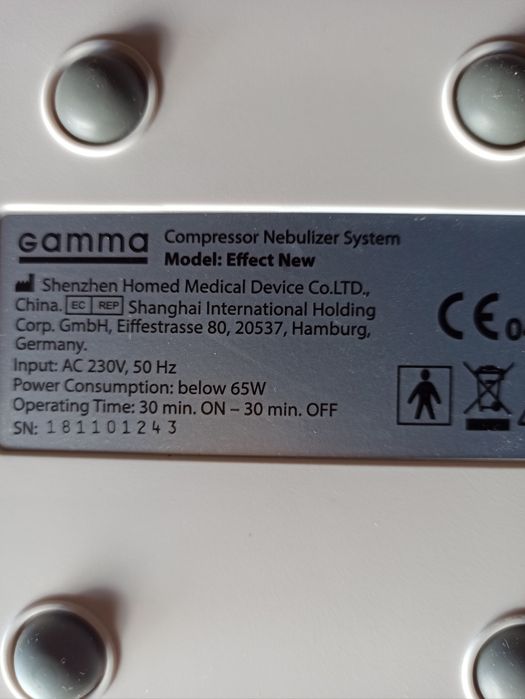 Gamma Compressor Nebulizer System
Model: Effect New
Shenzhen Homed Medical Device Co.LTD.,
China. EC REP Shanghai International Holding
Corp. GmbH, Eiffestrasse 80, 20537, Hamburg,
Germany.
Input: AC 230V, 50 Hz
Power Consumption: below 65W
Operating Time: 30 min. ON – 30 min. OFF
SN: 181101243
CE